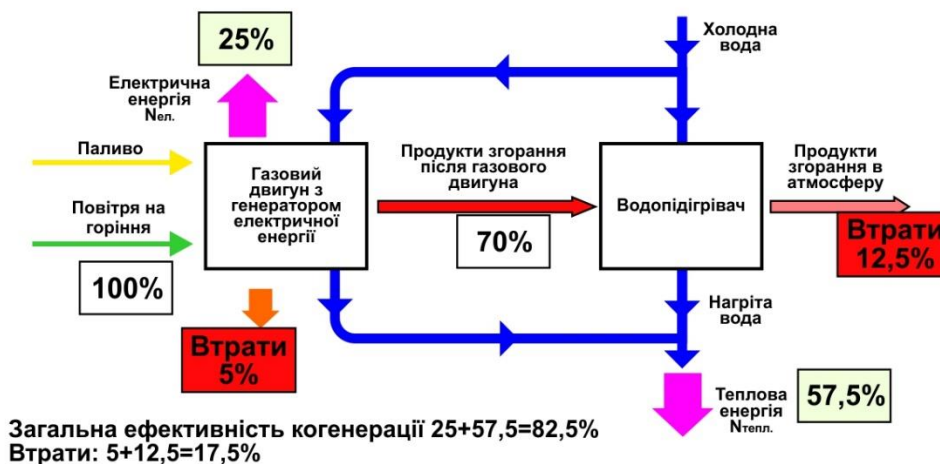 25%
Холодна
вода
Електрична
енергія
Nел.
Паливо
Повітря на
горіння
100%
Газовий
двигун з
генератором
електричної
енергії
Продукти
згорання
після газового
двигуна
70%
Водопідігрівач
Продукти
згорання в
атмосферу
Втрати
12,5%
Втрати
5%
Нагріта
вода
Теплова
енергія
Nтепл.
57,5%
Загальна ефективність когенерації 25+57,5=82,5%
Втрати: 5+12,5=17,5%